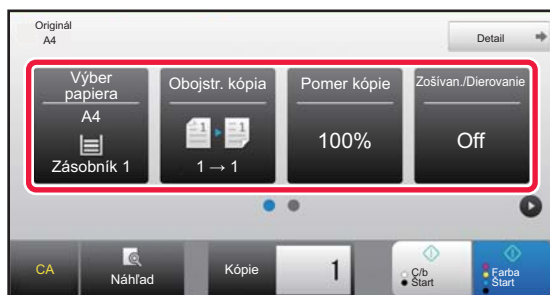 Originál
A4
Detail
Výber
papiera
A4
Zásobník 1
Obojstr. kópia
1 → 1
Pomer kópie
100%
Zošívan./Dierovanie
Off
CA
Náhľad
Kópie
1
Č/b
Štart
Farba
Štart